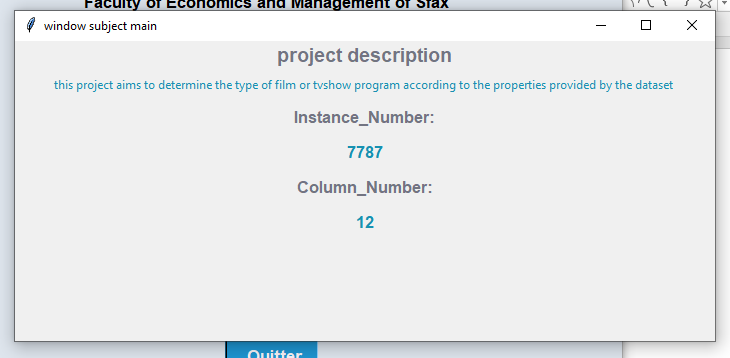 Faculty of Economics and Management of Sfax
window subject main
project description
this project aims to determine the type of film or tvshow program according to the properties provided by the dataset
Instance_Number:
7787
Column_Number:
12
Quitter